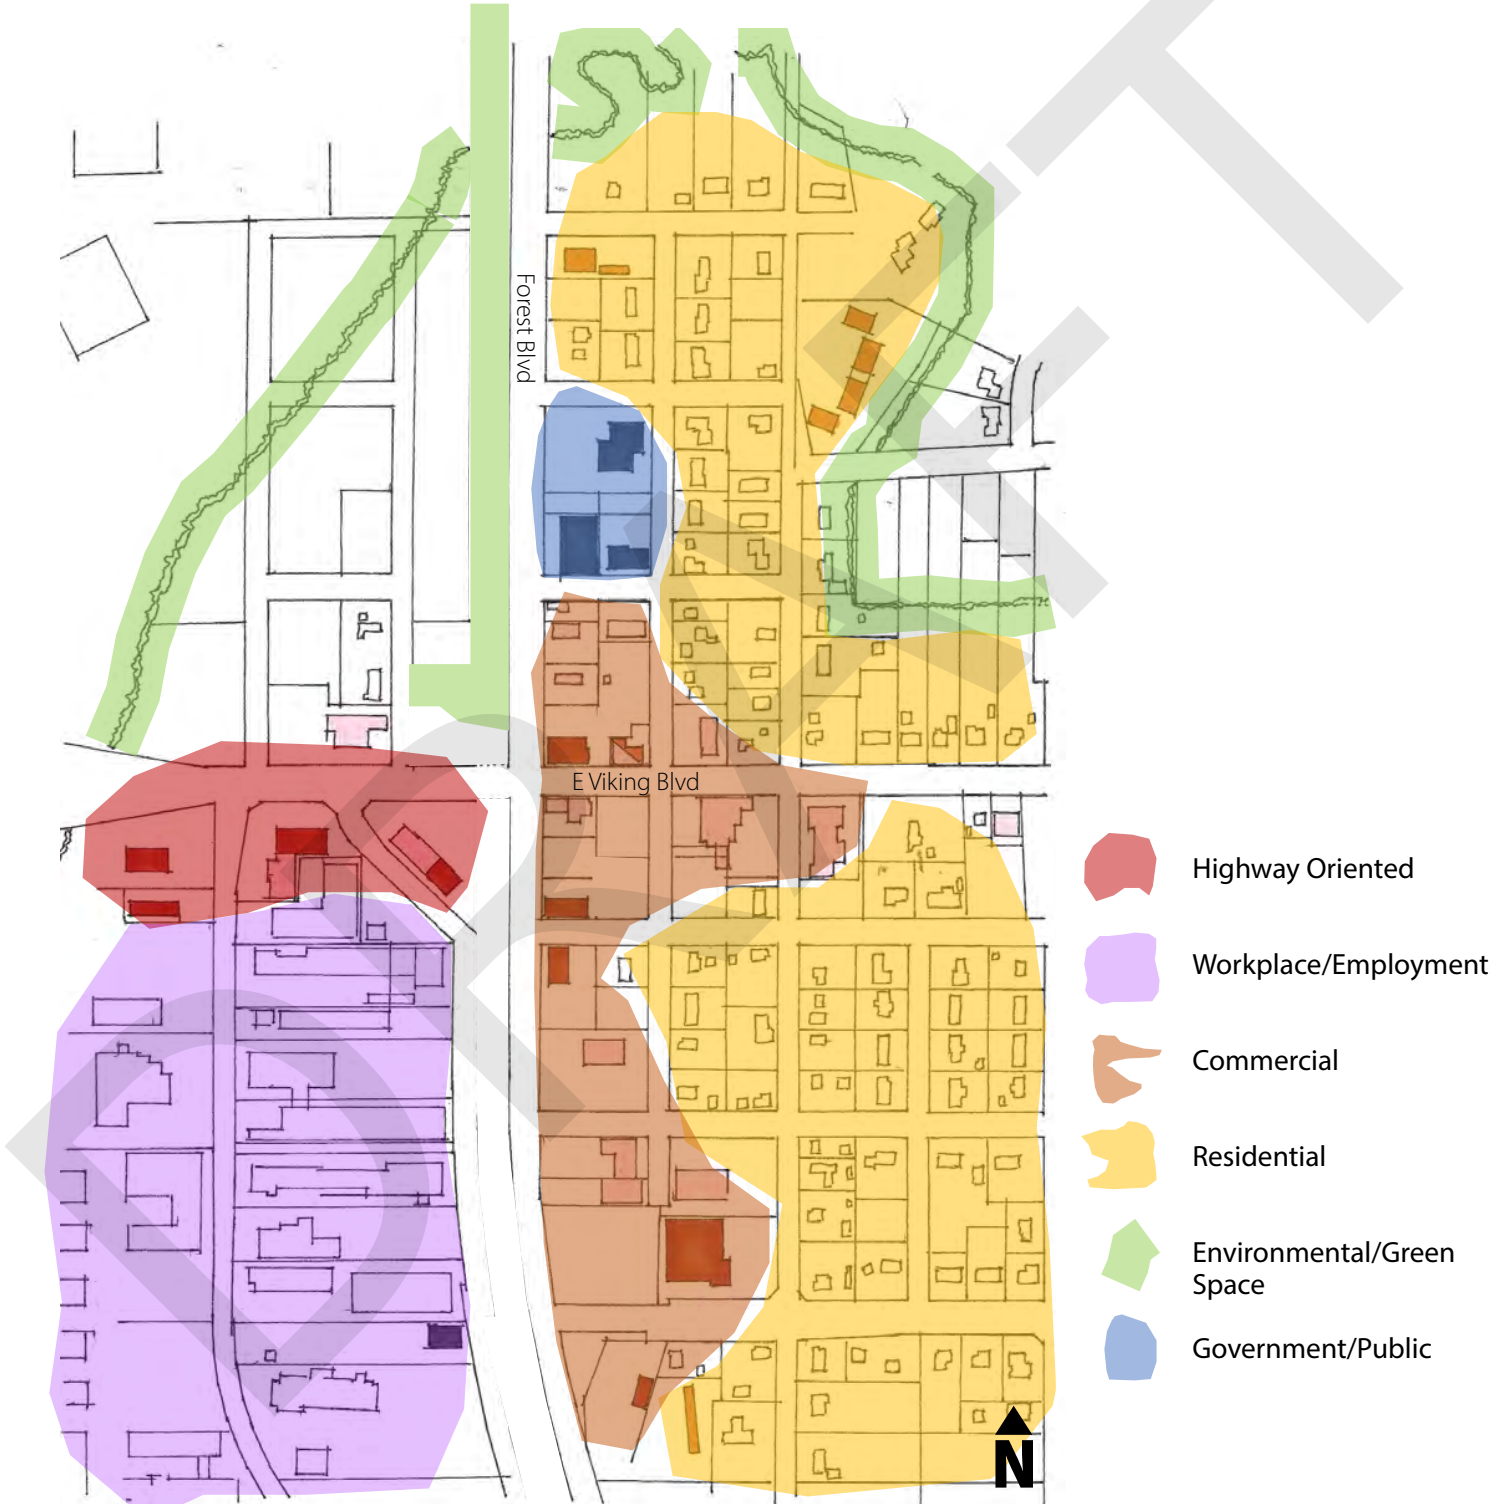 DRAFT
Forest Blvd
E Viking Blvd
Highway Oriented
Workplace/Employment
Commercial
Residential
Environmental/Green
Space
Government/Public
N